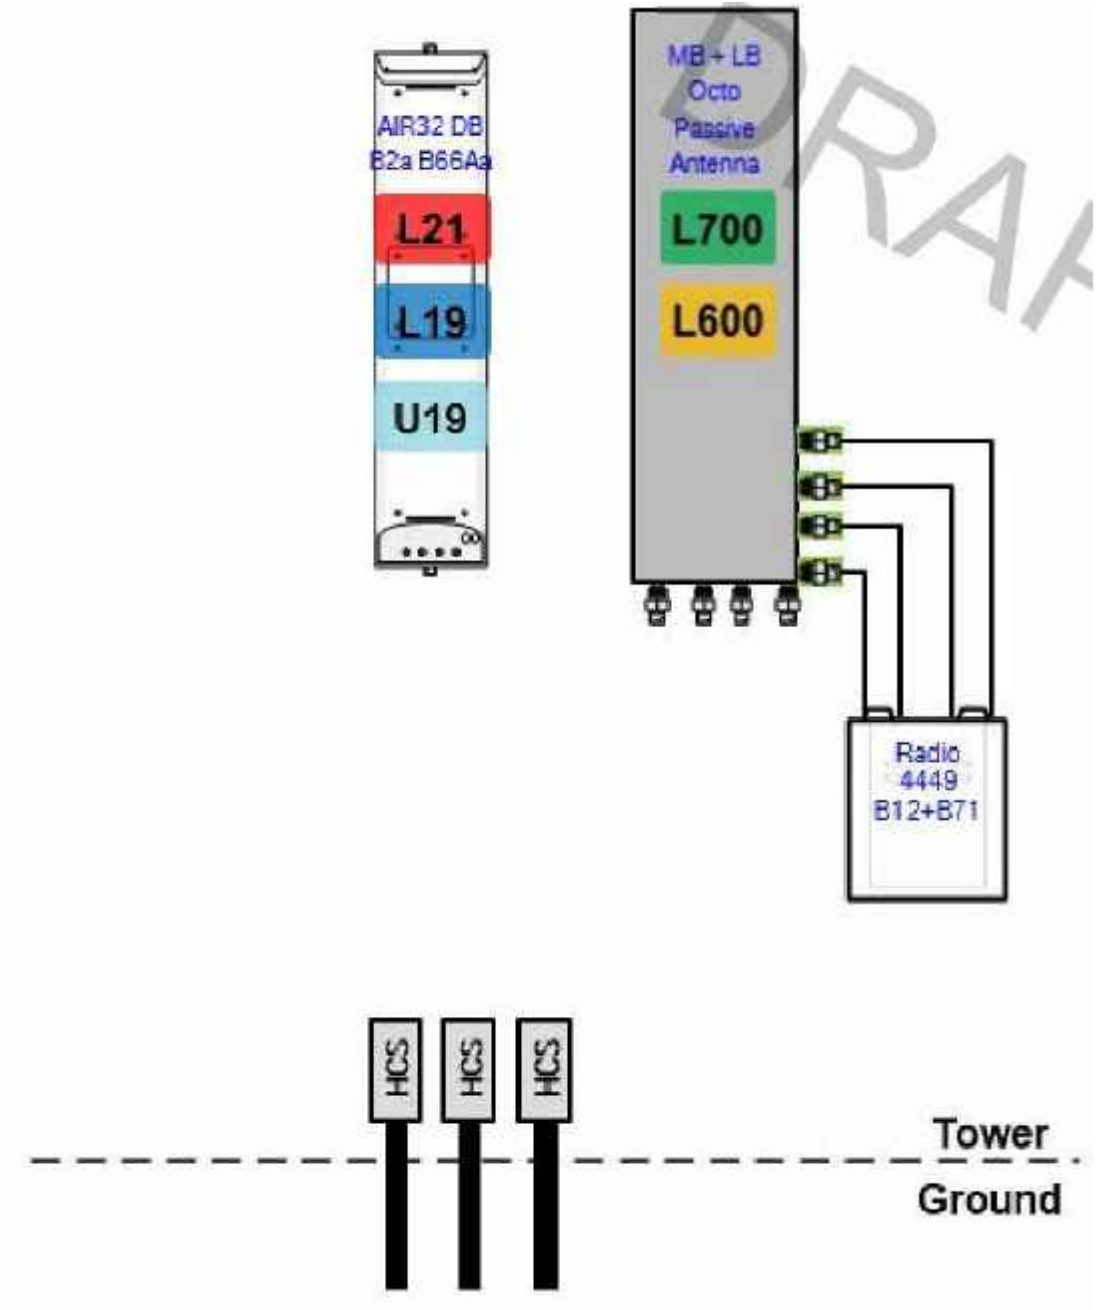 AIR32 DB
B2a B66Aa
L21
L19
U19
MB + LB
Octo
Passive
Antenna
L700
L600
DRAF
Radio
4449
B12+B71
HCS
HCS
HCS
Tower
Ground